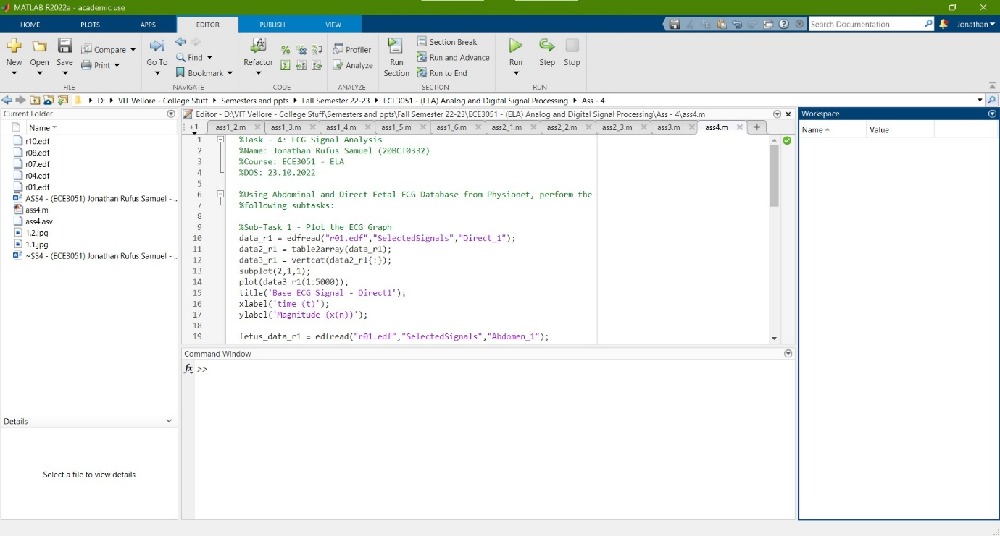 MATLAB R2022a - academic use
HOME PLOTS APPS EDITOR PUBLISH VIEW
Search Documentation
Jonathan
New Open Save
Compare
Print
FILE
Go To
Find
Bookmark
NAVIGATE
Refactor
CODE
Profiler
Analyze
ANALYZE
Run Section
Section Break
Run and Advance
Run to End
SECTION
Run Step Stop
RUN
D: VIT Vellore - College Stuff Semesters and ppts Fall Semester 22-23 ECE3051 - (ELA) Analog and Digital Signal Processing Ass - 4
Current Folder
Name
r10.edf
r08.edf
r07.edf
r04.edf
r01.edf
ASS4 - (ECE3051) Jonathan Rufus Samuel - ..
ass4.m
ass4.asv
1.2.jpg
1.1.jpg
~$S4 - (ECE3051) Jonathan Rufus Samuel - ..
Details
Select a file to view details
Editor - D:\VIT Vellore - College Stuff\Semesters and ppts\Fall Semester 22-23\ECE3051 - (ELA) Analog and Digital Signal Processing\Ass - 4\ass4.m
+1 ass1_2.m ass1_3.m ass1_4.m ass1_5.m ass1_6.m ass2_1.m ass2_2.m ass2_3.m ass3.m ass4.m +
1 %Task - 4: ECG Signal Analysis
2 %Name: Jonathan Rufus Samuel (20BCT0332)
3 %Course: ECE3051 - ELA
4 %DOS: 23.10.2022
5
6 %Using Abdominal and Direct Fetal ECG Database from Physionet, perform the
7 %following subtasks:
8
9 %Sub-Task 1 - Plot the ECG Graph
10 data_r1 = edfread("r01.edf","SelectedSignals","Direct_1");
11 data2_r1 = table2array(data_r1);
12 data3_r1 = vertcat(data2_r1{:});
13 subplot(2,1,1);
14 plot(data3_r1(1:5000));
15 title('Base ECG Signal - Direct1');
16 xlabel('time (t)');
17 ylabel('Magnitude (x(n))');
18
19 fetus_data_r1 = edfread("r01.edf","SelectedSignals","Abdomen_1");
Command Window
fx >>
Workspace
Name Value